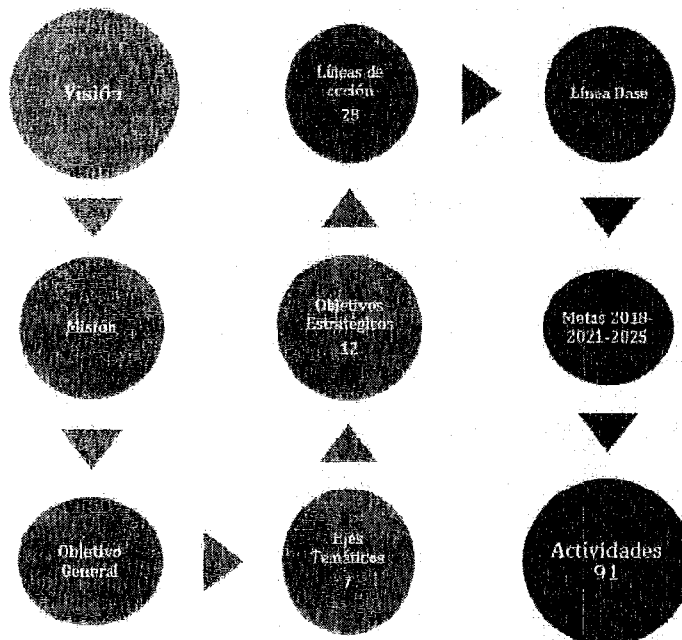 Visión
Misión
Objetivo
General
Ejes
Temáticos
7
Objetivos
Estratégicos
12
Líneas de
acción
28
Línea Base
Metas 2018-
2021-2025
Actividades
91